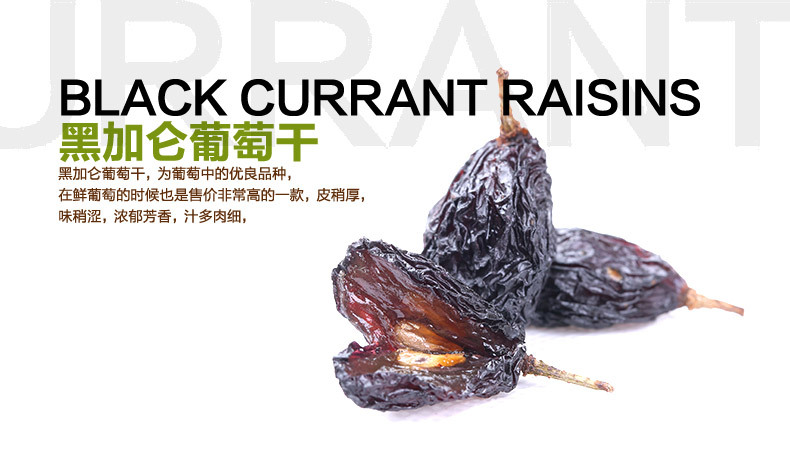 URRANT
BLACK CURRANT RAISINS
黑加仑葡萄干
黑加仑葡萄干，为葡萄中的优良品种，
在鲜葡萄的时候也是售价非常高的一款，皮稍厚，
味稍涩，浓郁芳香，汁多肉细，